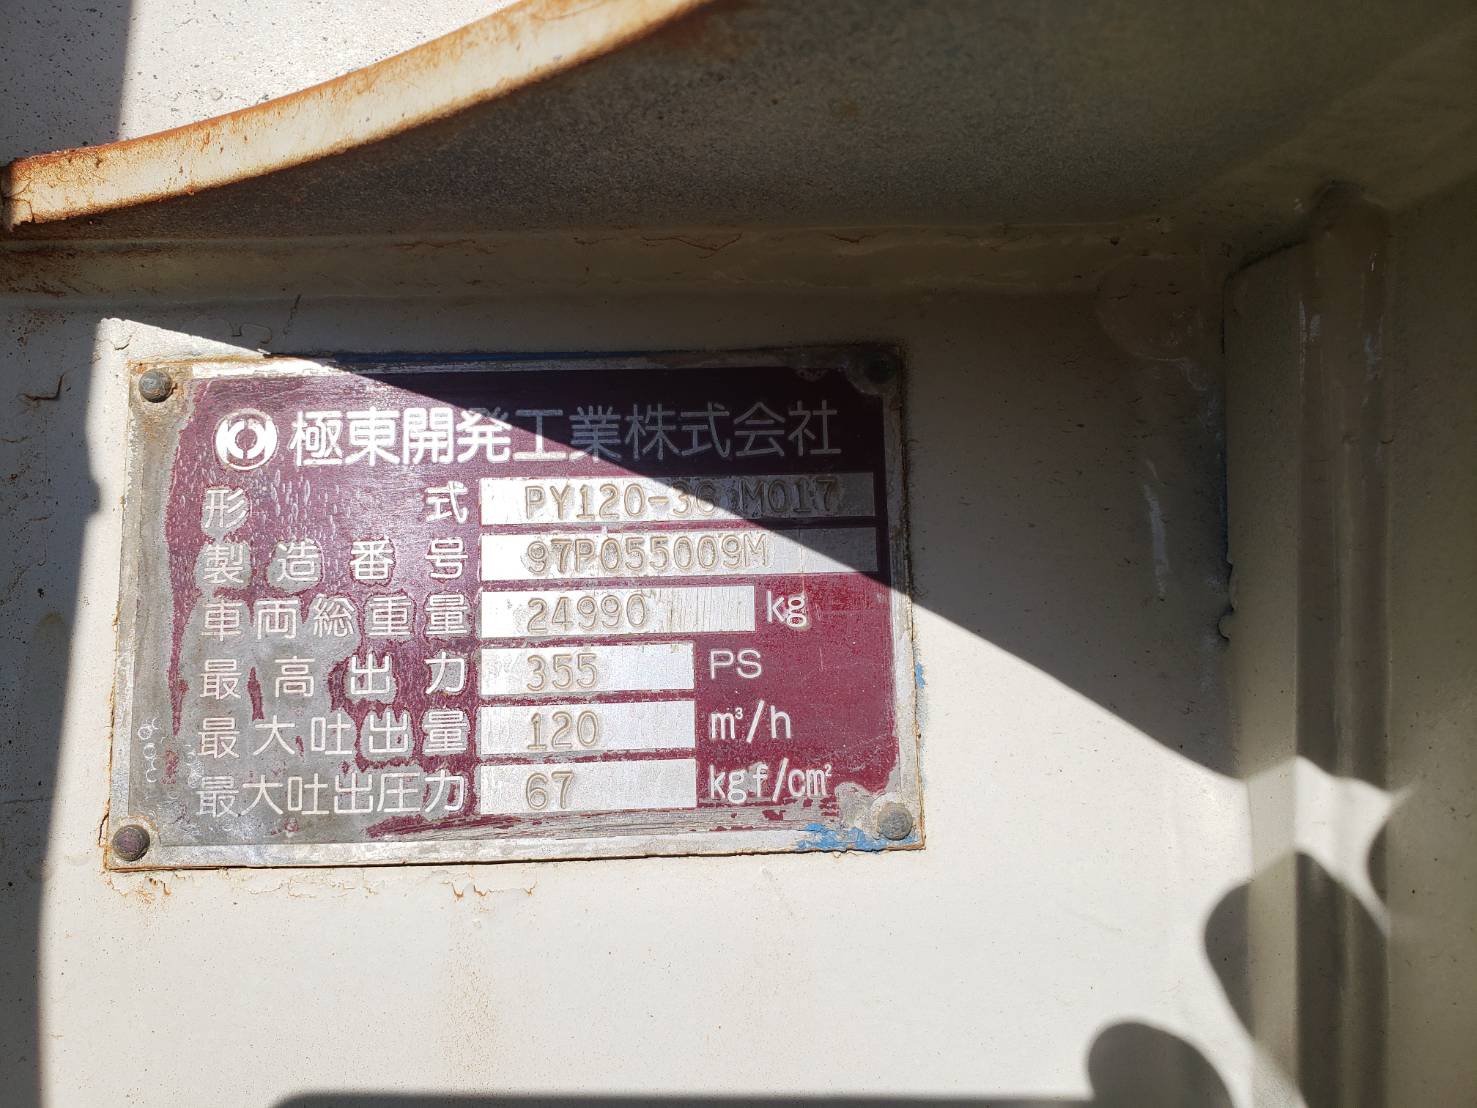 極東開発工業株式会社
形式 PY120-36 M017
製造番号 97P055009M
車両総重量 24990 kg
最高出力 355 PS
最大吐出量 120 m³/h
最大吐出圧力 67 kgf/cm²